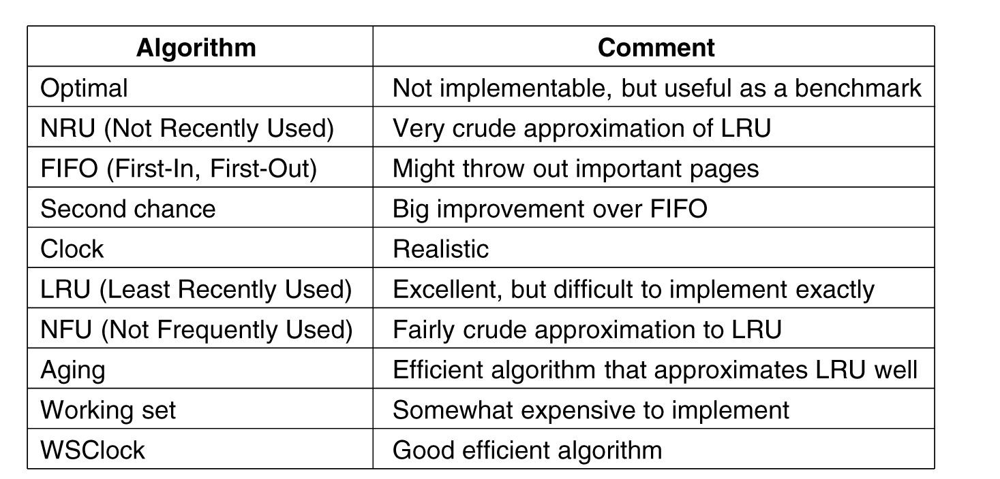 Algorithm Comment
Optimal Not implementable, but useful as a benchmark
NRU (Not Recently Used) Very crude approximation of LRU
FIFO (First-In, First-Out) Might throw out important pages
Second chance Big improvement over FIFO
Clock Realistic
LRU (Least Recently Used) Excellent, but difficult to implement exactly
NFU (Not Frequently Used) Fairly crude approximation to LRU
Aging Efficient algorithm that approximates LRU well
Working set Somewhat expensive to implement
WSClock Good efficient algorithm